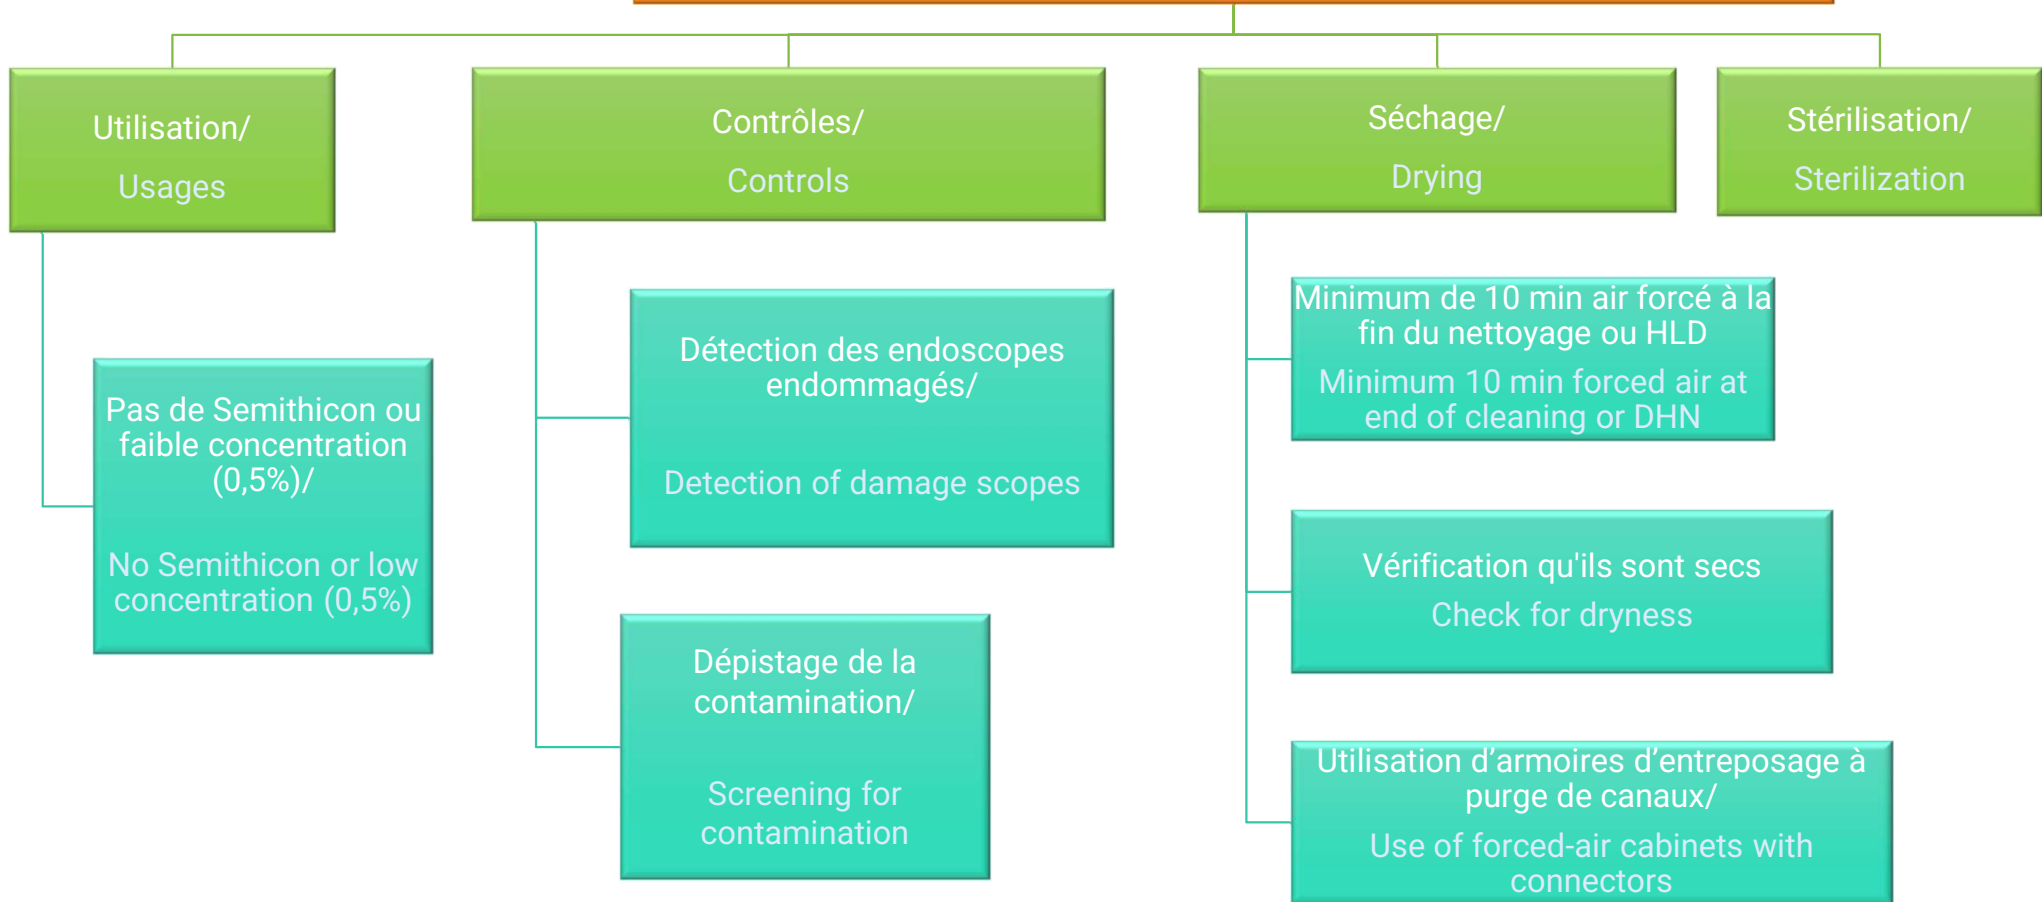 Utilisation/
Usages
Contrôles/
Controls
Séchage/
Drying
Stérilisation/
Sterilization
Pas de Semithicon ou
faible concentration
(0,5%)/
No Semithicon or low
concentration (0,5%)
Détection des endoscopes
endommagés/
Detection of damage scopes
Dépistage de la
contamination/
Screening for
contamination
Minimum de 10 min air forcé à la
fin du nettoyage ou HLD
Minimum 10 min forced air at
end of cleaning or DHN
Vérification qu'ils sont secs
Check for dryness
Utilisation d’armoires d’entreposage à
purge de canaux/
Use of forced-air cabinets with
connectors